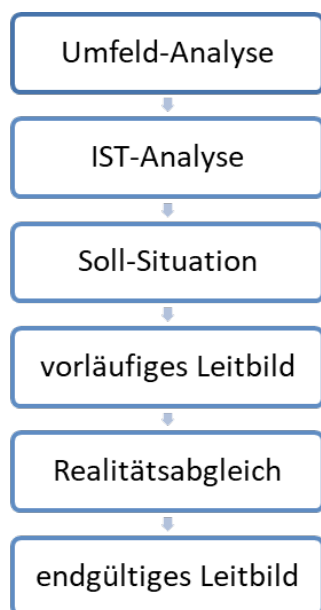 Umfeld-Analyse
IST-Analyse
Soll-Situation
vorläufiges Leitbild
Realitätsabgleich
endgültiges Leitbild